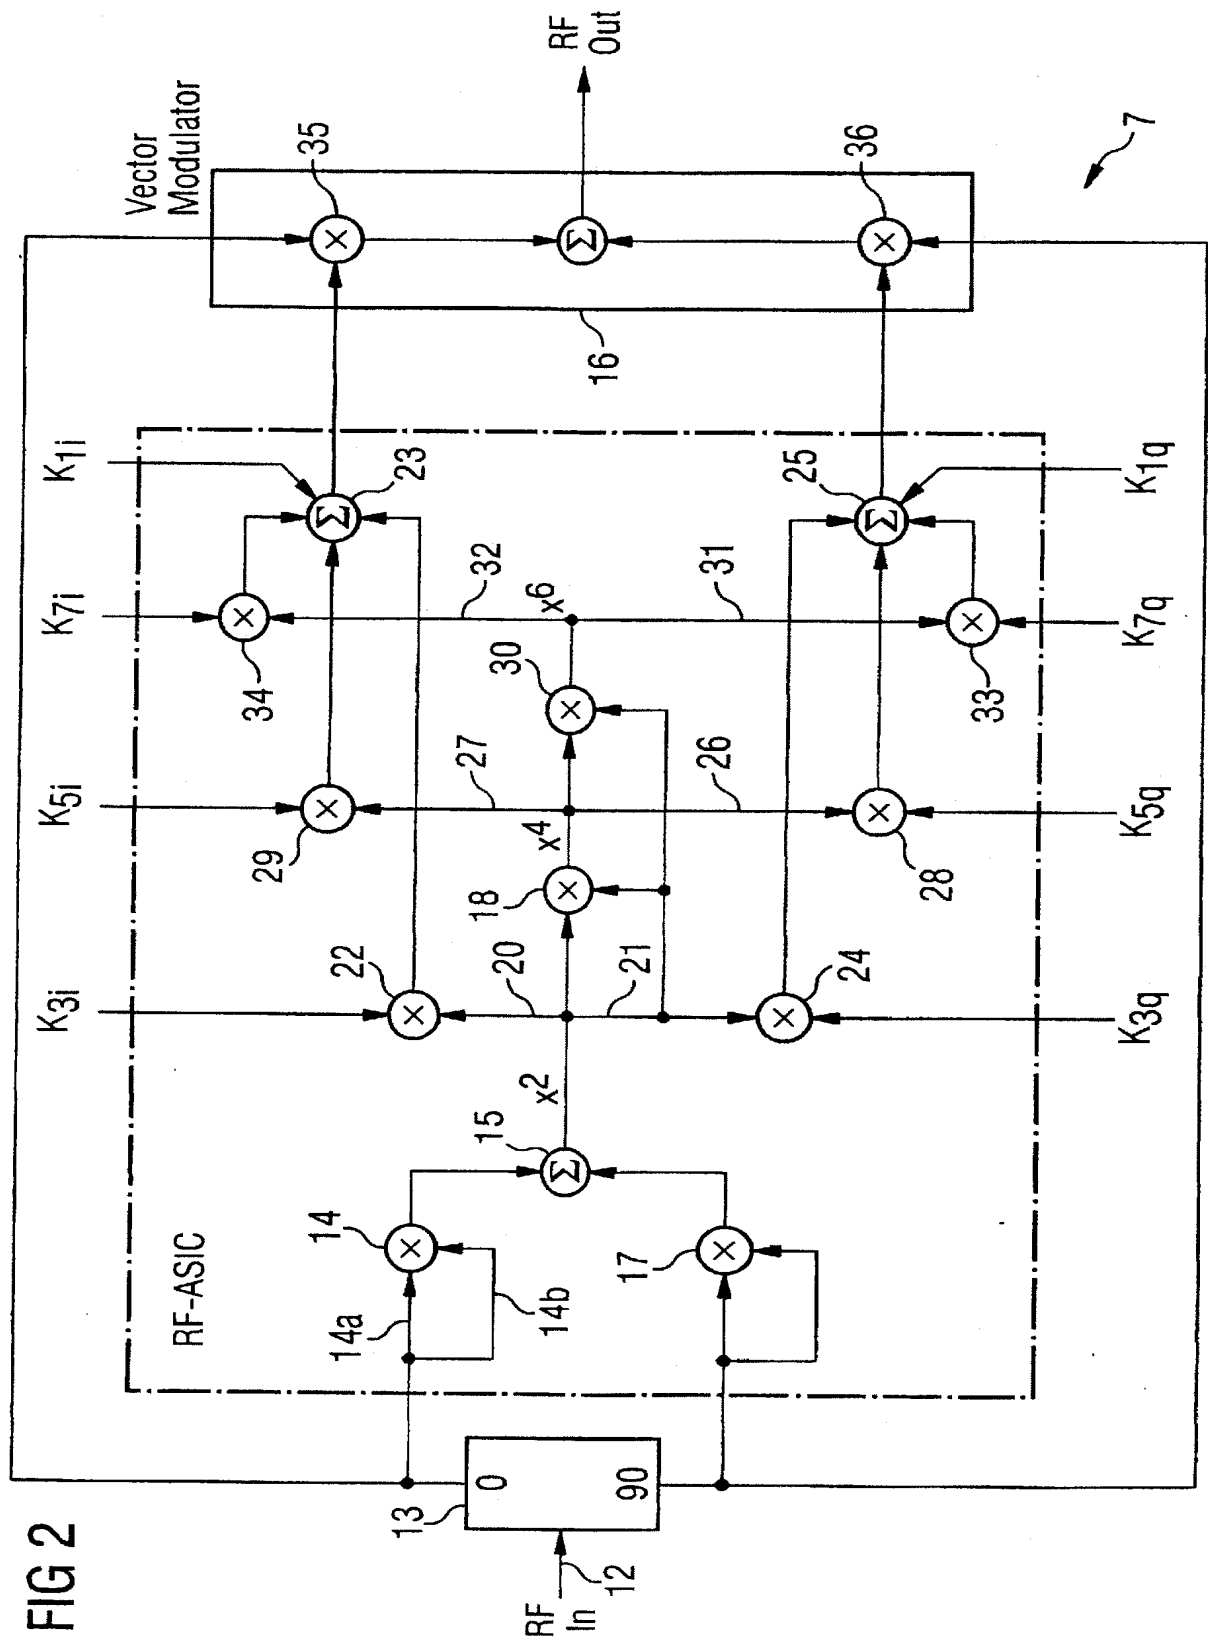 FIG 2
Vector
Modulator
RF
Out
35
36
7
16
K1i
K7i
K5i
K3i
23
34
32
29
27
22
20
25
31
30
x6
33
x4
26
18
28
21
24
x2
15
K1q
K7q
K5q
K3q
RF-ASIC
14
14a
14b
17
13
0
90
12
RF
In
Σ
Σ
Σ
Σ
×
×
×
×
×
×
×
×
×
×
×
×